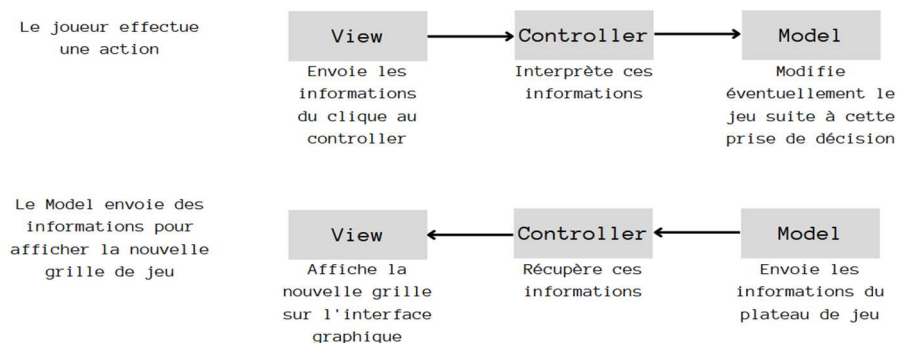 Le joueur effectue
une action
View
Controller
Model
Envoie les
informations
du clique au
controller
Interprète ces
informations
Modifie
éventuellement le
jeu suite à cette
prise de décision
Le Model envoie des
informations pour
afficher la nouvelle
grille de jeu
View
Controller
Model
Affiche la
nouvelle grille
sur l'interface
graphique
Récupère ces
informations
Envoie les
informations du
plateau de jeu